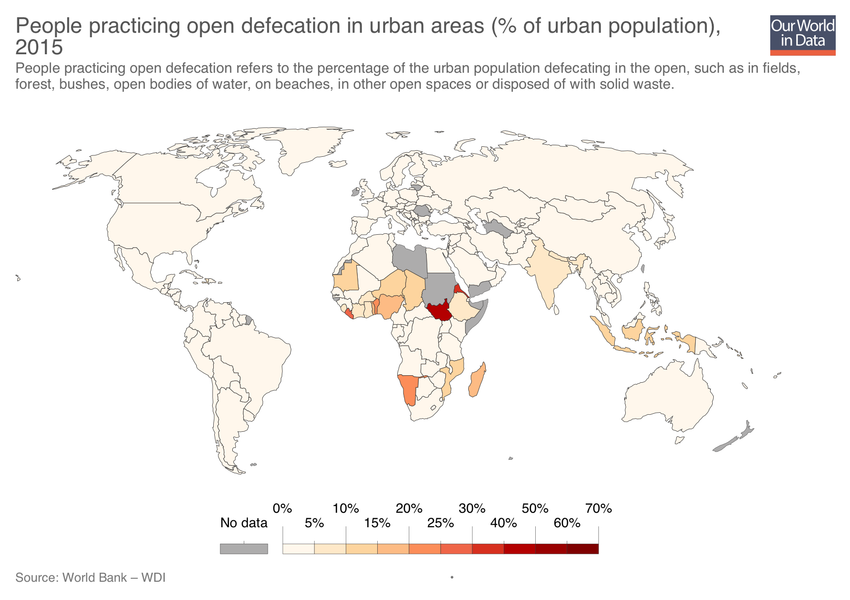 People practicing open defecation in urban areas (% of urban population),
2015
Our World
in Data
People practicing open defecation refers to the percentage of the urban population defecating in the open, such as in fields,
forest, bushes, open bodies of water, on beaches, in other open spaces or disposed of with solid waste.
0% 10% 20% 30% 50% 70%
No data 5% 15% 25% 40% 60%
Source: World Bank – WDI